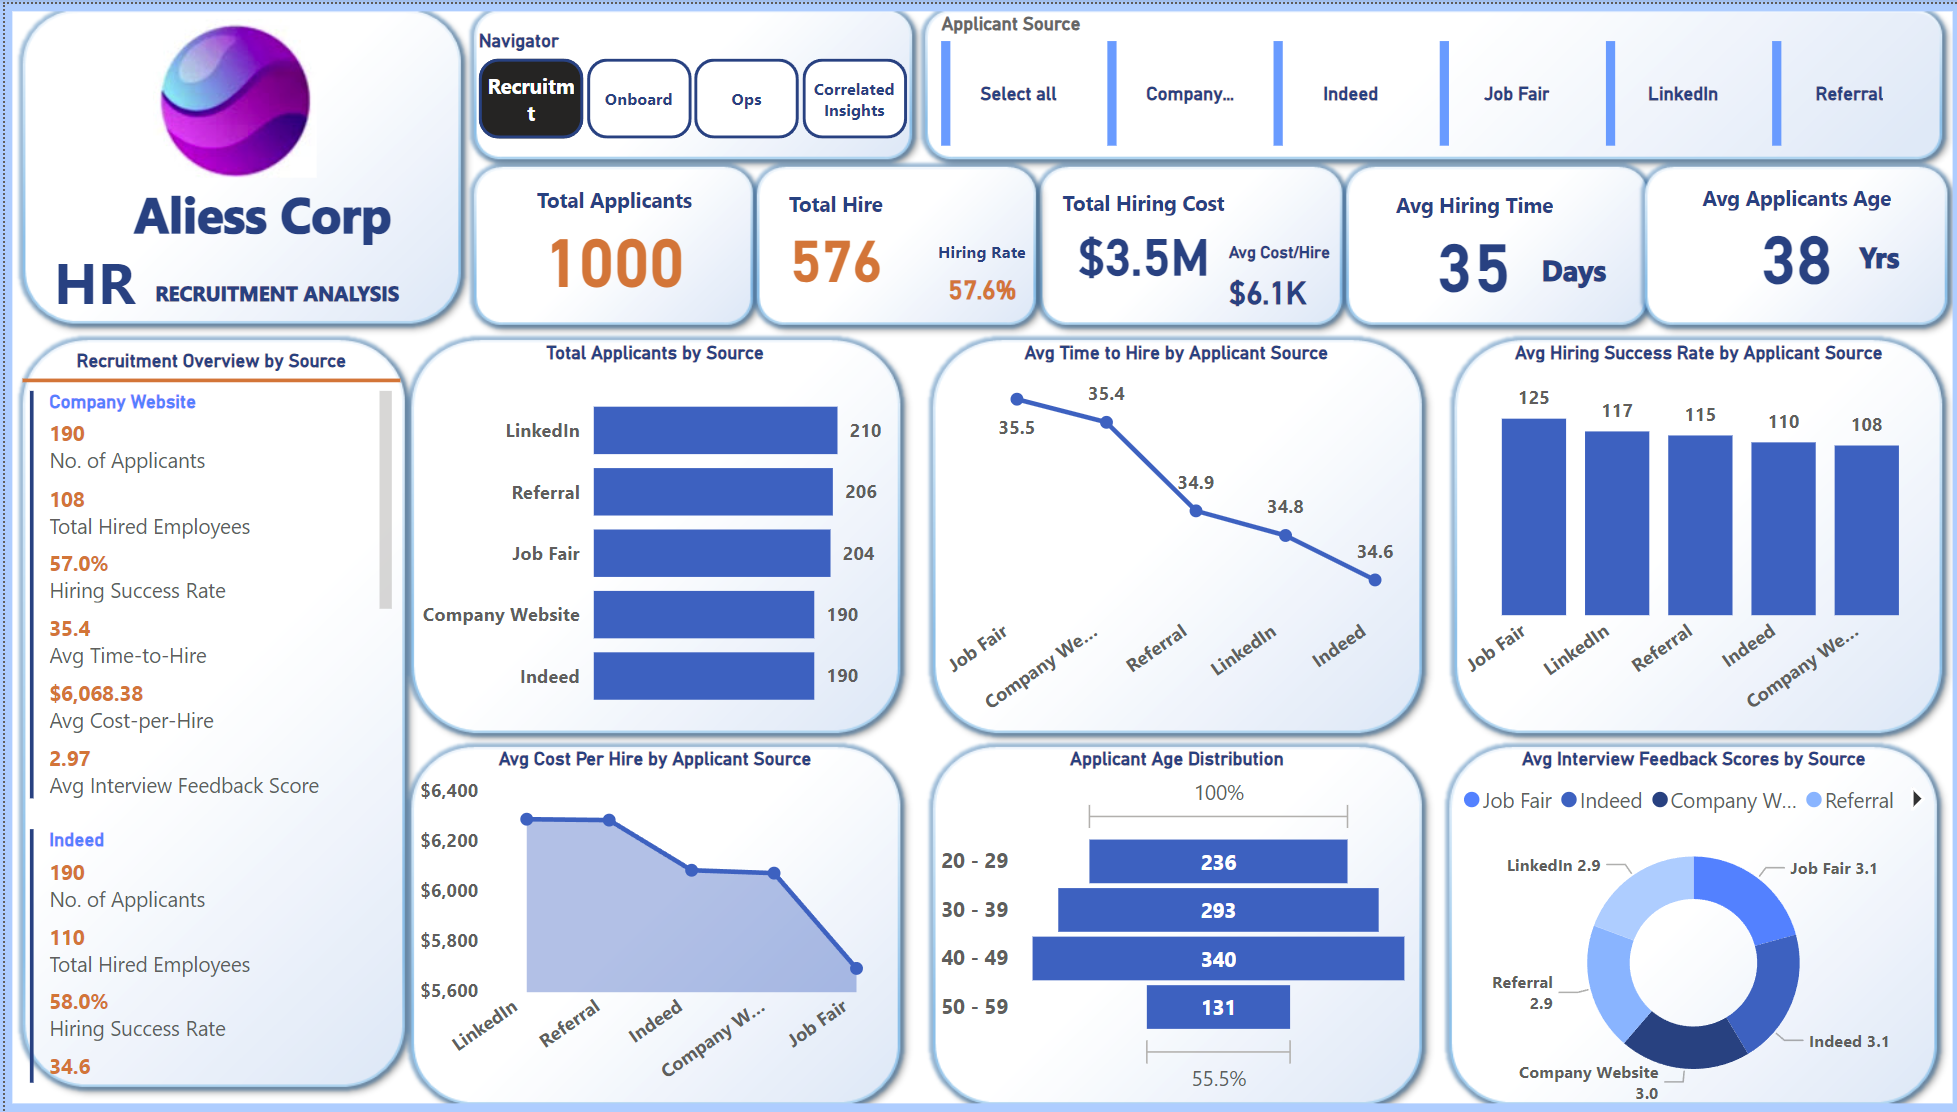 Aliess Corp
HR RECRUITMENT ANALYSIS
Navigator
Recruitm
t
Onboard
Ops
Correlated
Insights
Applicant Source
Select all
Company...
Indeed
Job Fair
LinkedIn
Referral
Total Applicants
1000
Total Hire
576
Hiring Rate
57.6%
Total Hiring Cost
$3.5M
Avg Cost/Hire
$6.1K
Avg Hiring Time
35 Days
Avg Applicants Age
38 Yrs
Recruitment Overview by Source
Company Website
190
No. of Applicants
108
Total Hired Employees
57.0%
Hiring Success Rate
35.4
Avg Time-to-Hire
$6,068.38
Avg Cost-per-Hire
2.97
Avg Interview Feedback Score
Indeed
190
No. of Applicants
110
Total Hired Employees
58.0%
Hiring Success Rate
34.6
Total Applicants by Source
LinkedIn 210
Referral 206
Job Fair 204
Company Website 190
Indeed 190
Avg Time to Hire by Applicant Source
35.5
35.4
34.9
34.8
34.6
Job Fair
Company We...
Referral
LinkedIn
Indeed
Avg Hiring Success Rate by Applicant Source
125
117
115
110
108
Job Fair
LinkedIn
Referral
Indeed
Company We...
Avg Cost Per Hire by Applicant Source
$6,400
$6,200
$6,000
$5,800
$5,600
LinkedIn
Referral
Indeed
Company W...
Job Fair
Applicant Age Distribution
100%
20 - 29 236
30 - 39 293
40 - 49 340
50 - 59 131
55.5%
Avg Interview Feedback Scores by Source
Job Fair Indeed Company W... Referral
LinkedIn 2.9
Job Fair 3.1
Referral
2.9
Indeed 3.1
Company Website
3.0